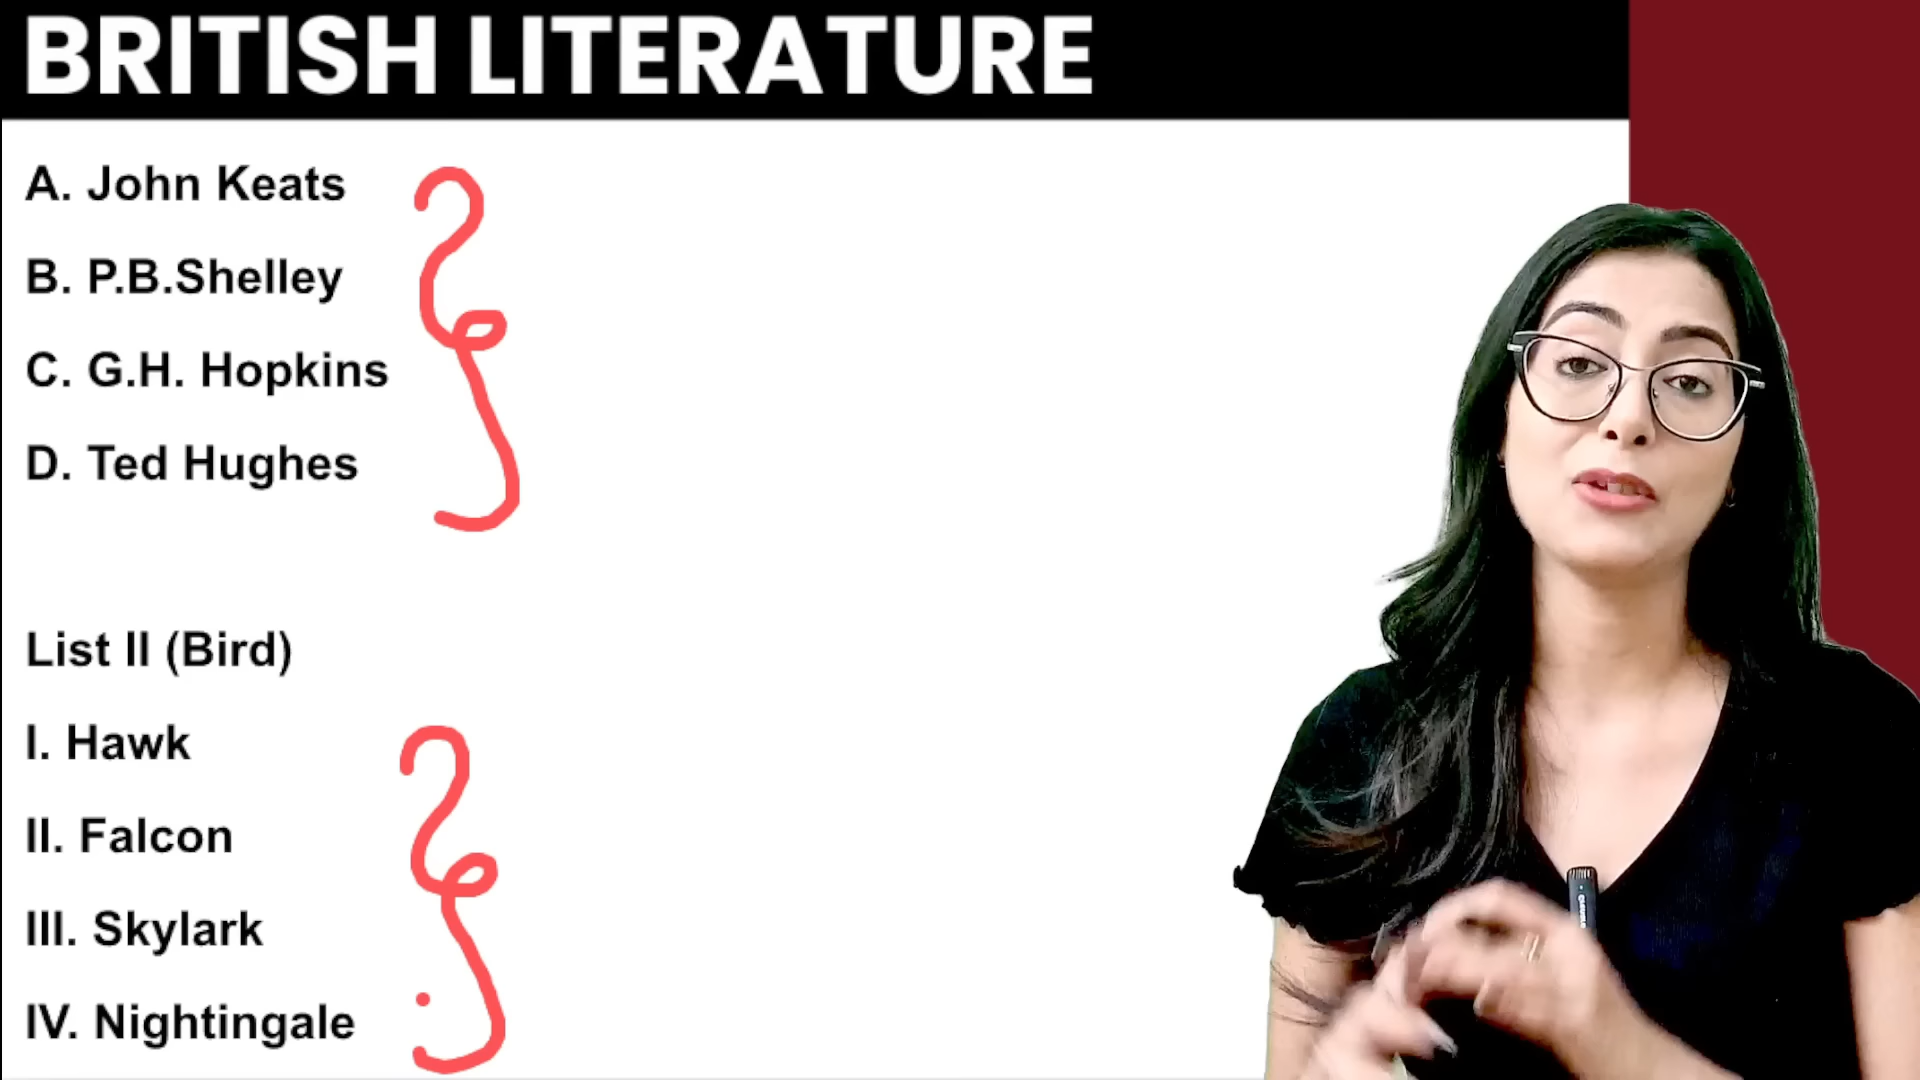 BRITISH LITERATURE
A. John Keats
B. P.B.Shelley
C. G.H. Hopkins
D. Ted Hughes
List II (Bird)
I. Hawk
II. Falcon
III. Skylark
IV. Nightingale